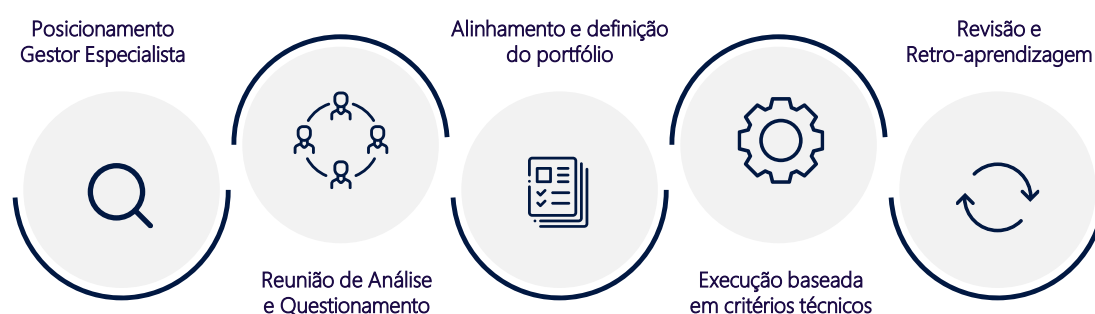 Posicionamento
Gestor Especialista
Reunião de Análise
e Questionamento
Alinhamento e definição
do portfólio
Execução baseada
em critérios técnicos
Revisão e
Retro-aprendizagem